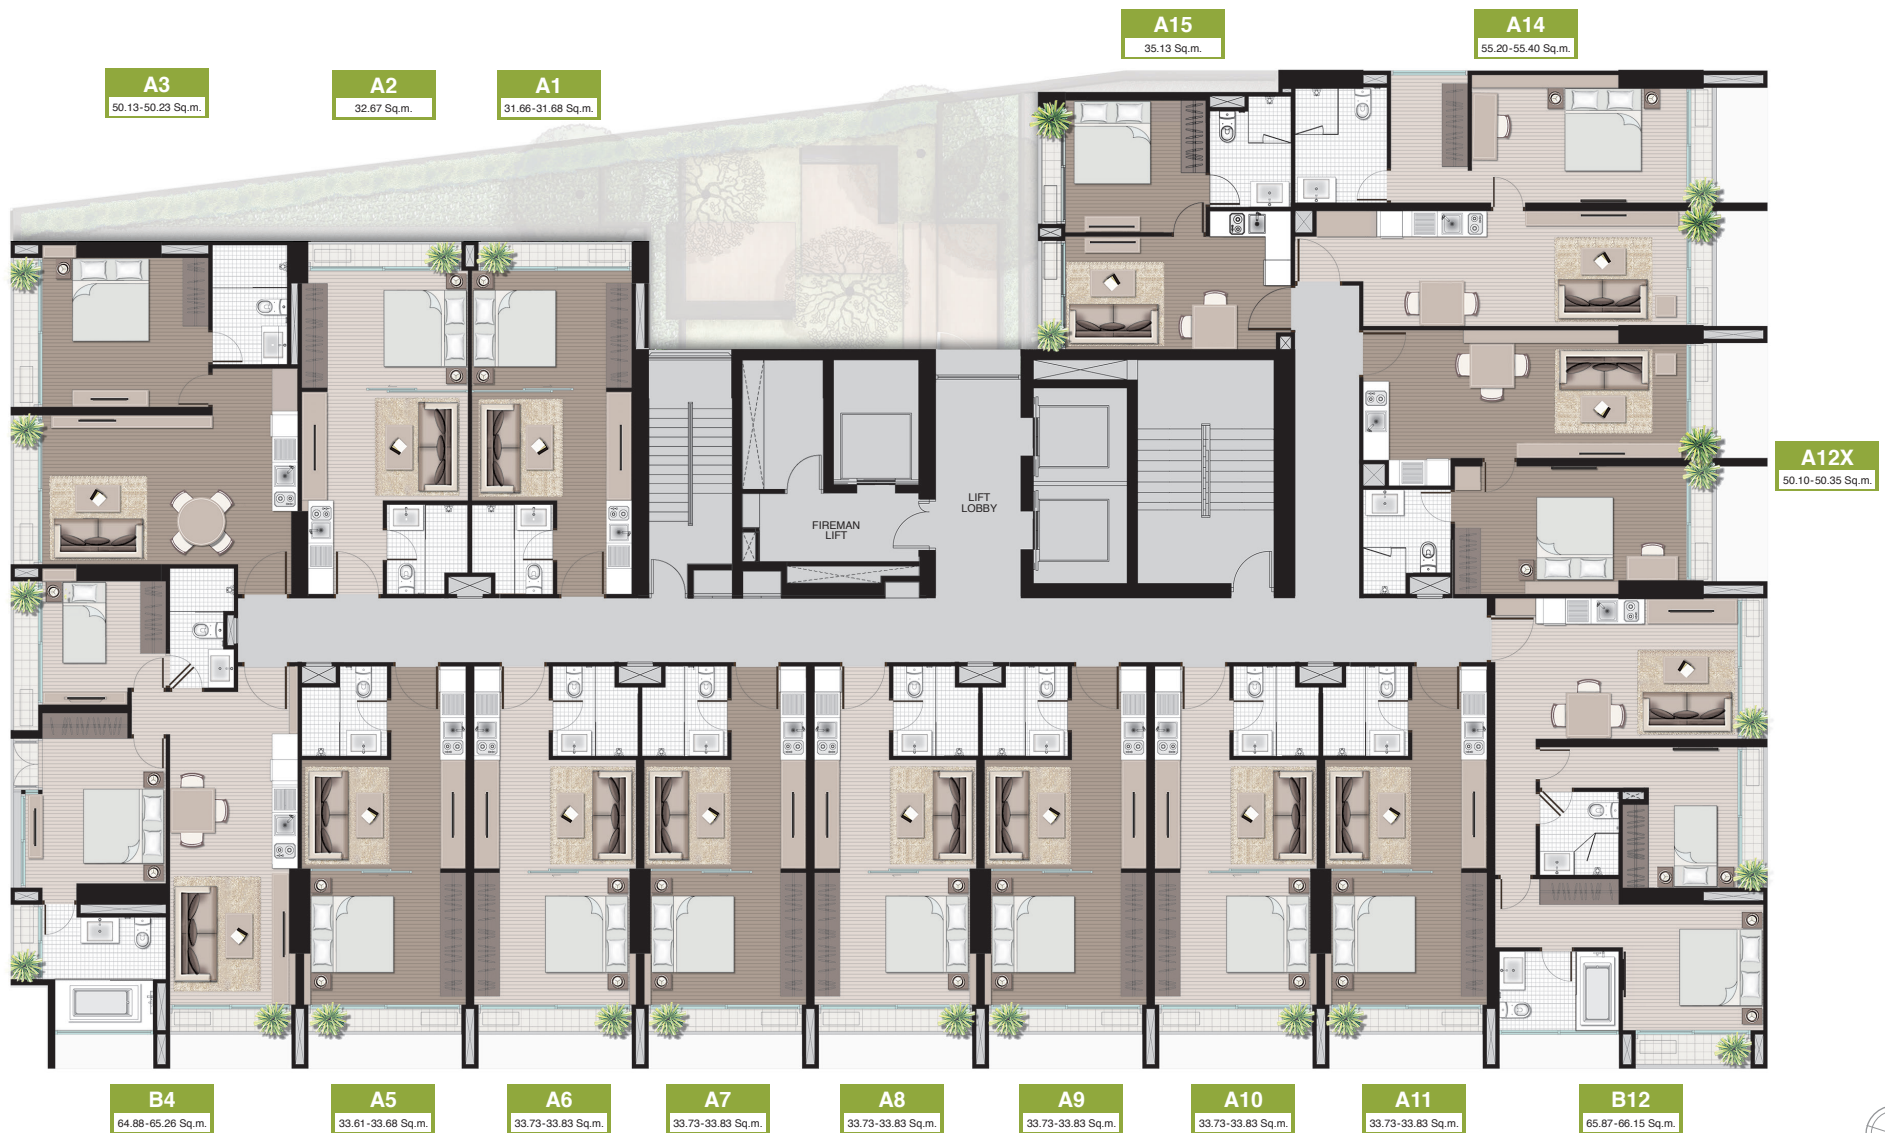 A15
35.13 Sq.m.
A14
55.20-55.40 Sq.m.
A3
50.13-50.23 Sq.m.
A2
32.67 Sq.m.
A1
31.66-31.68 Sq.m.
A12X
50.10-50.35 Sq.m.
LIFT
LOBBY
FIREMAN
LIFT
B4
64.88-65.26 Sq.m.
A5
33.61-33.68 Sq.m.
A6
33.73-33.83 Sq.m.
A7
33.73-33.83 Sq.m.
A8
33.73-33.83 Sq.m.
A9
33.73-33.83 Sq.m.
A10
33.73-33.83 Sq.m.
A11
33.73-33.83 Sq.m.
B12
65.87-66.15 Sq.m.